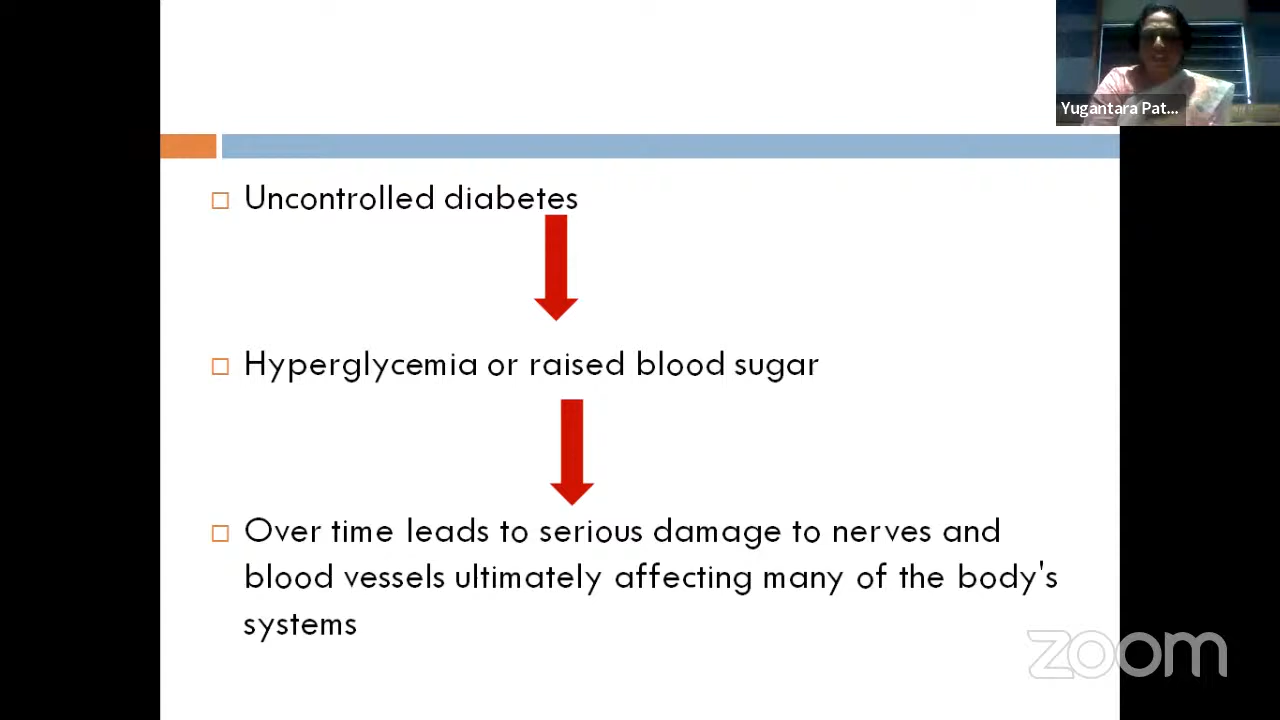 Yugantara Pat...
Uncontrolled diabetes
Hyperglycemia or raised blood sugar
Over time leads to serious damage to nerves and
blood vessels ultimately affecting many of the body's
systems
zoom